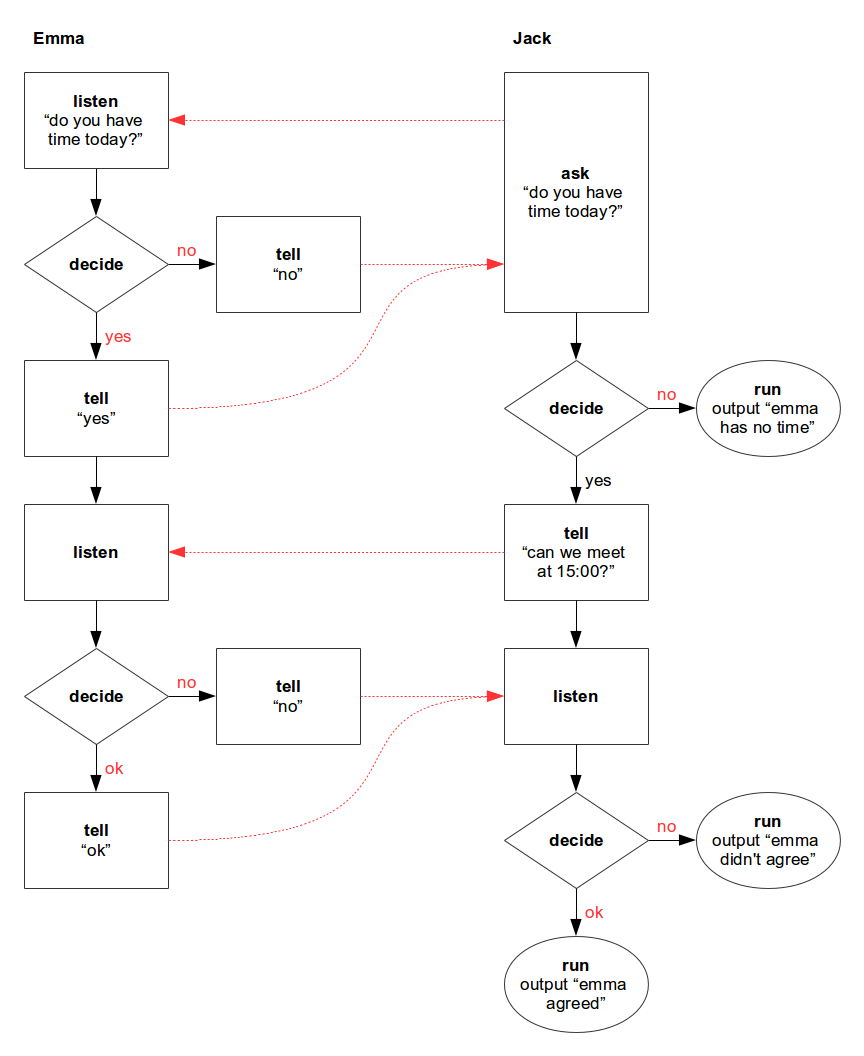 Emma
Jack
listen
“do you have
time today?”
ask
“do you have
time today?”
decide
no
tell
“no”
yes
tell
“yes”
decide
no
run
output “emma
has no time”
yes
listen
tell
“can we meet
at 15:00?”
decide
no
tell
“no”
listen
ok
tell
“ok”
decide
no
run
output “emma
didn't agree”
ok
run
output “emma
agreed”